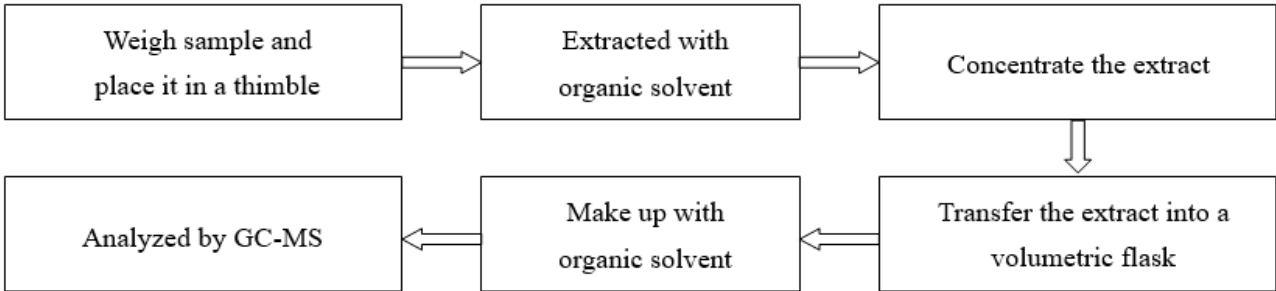 Weigh sample and
place it in a thimble
Extracted with
organic solvent
Concentrate the extract
Transfer the extract into a
volumetric flask
Make up with
organic solvent
Analyzed by GC-MS